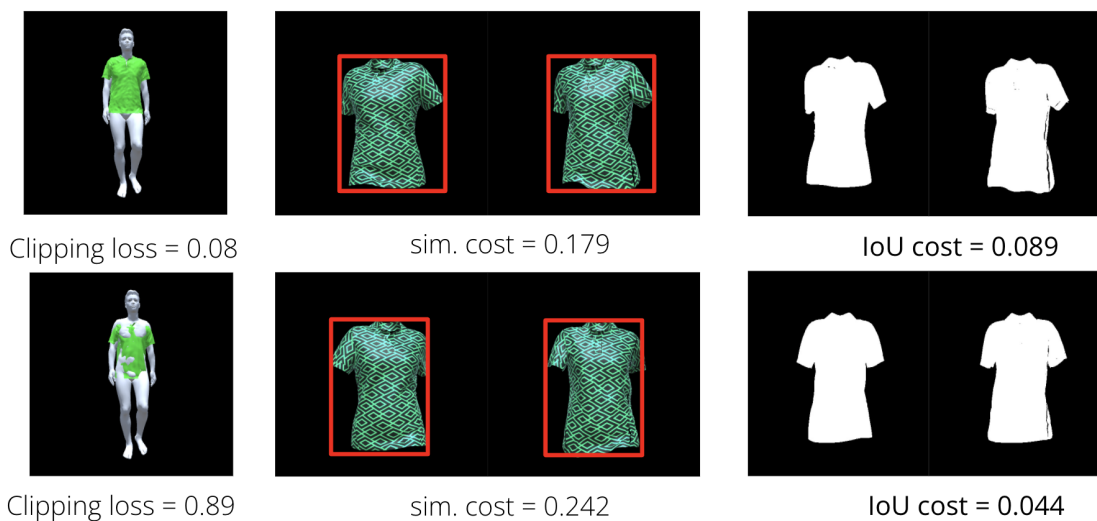 Clipping loss = 0.08
sim. cost = 0.179
IoU cost = 0.089
Clipping loss = 0.89
sim. cost = 0.242
IoU cost = 0.044